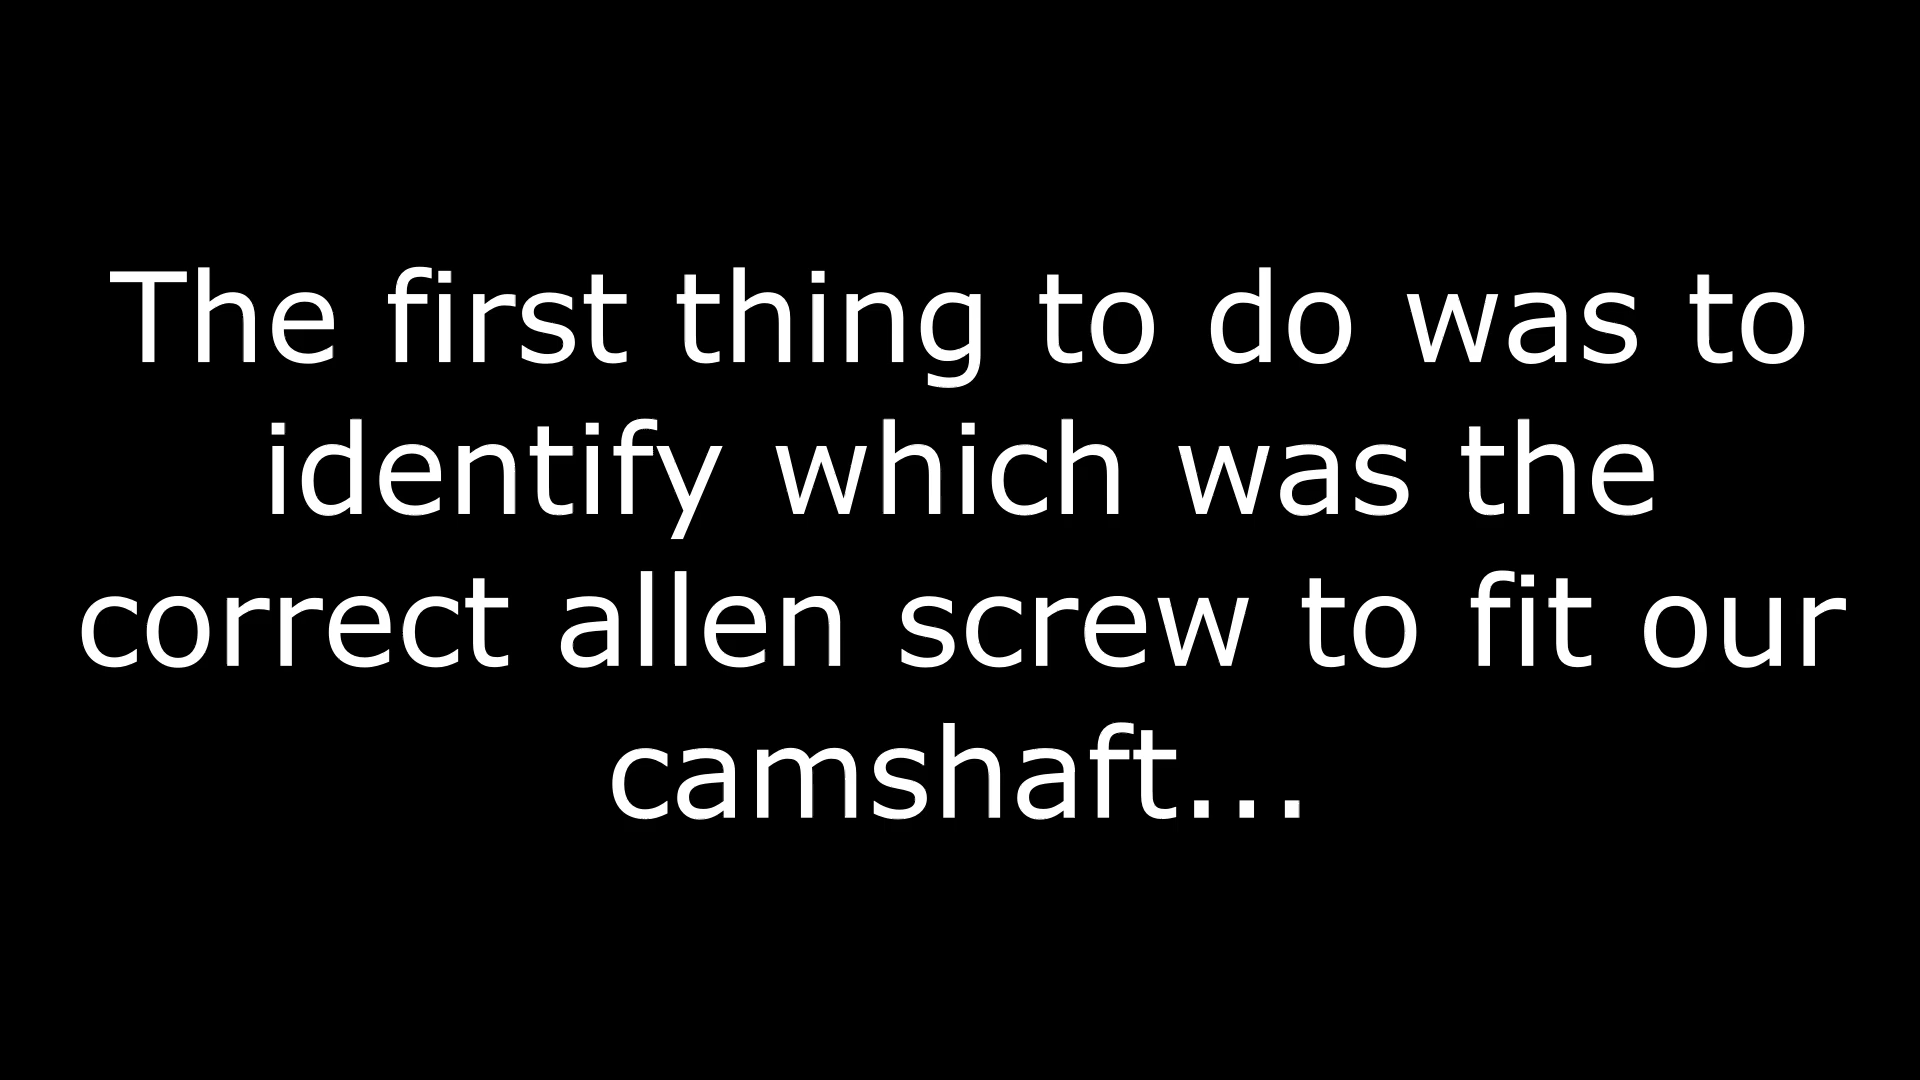 The first thing to do was to
identify which was the
correct allen screw to fit our
camshaft...